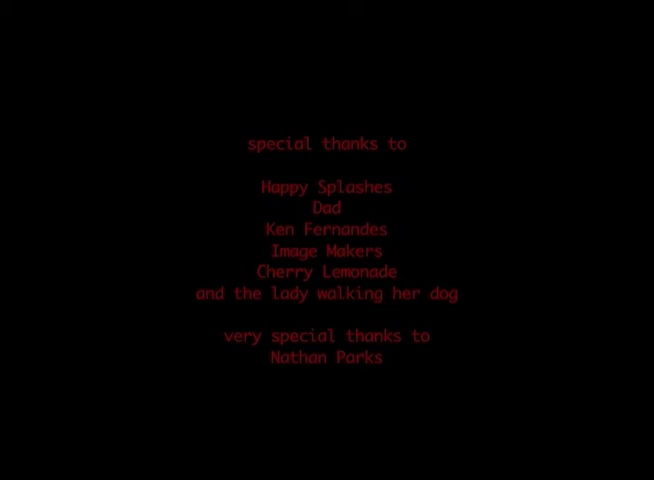 special thanks to
Happy Splashes
Dad
Ken Fernandes
Image Makers
Cherry Lemonade
and the lady walking her dog
very special thanks to
Nathan Parks